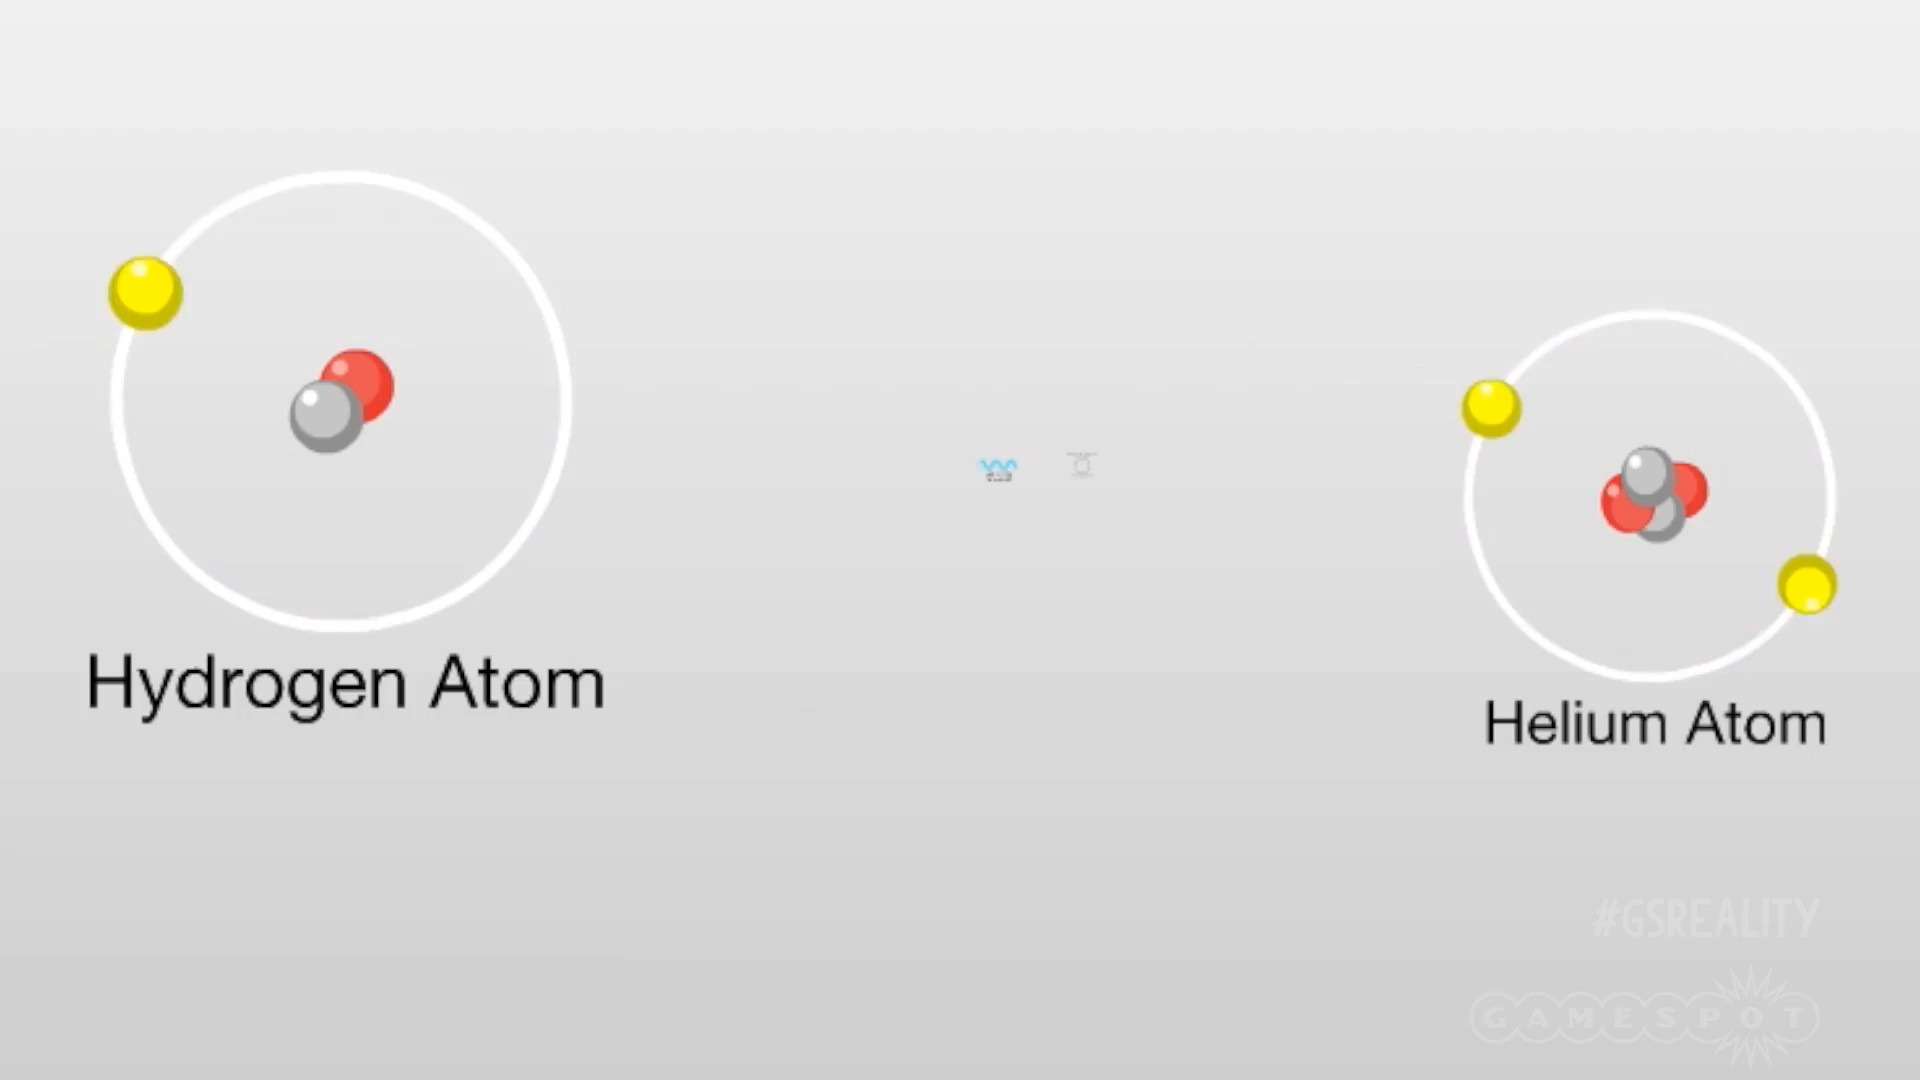 Hydrogen Atom
Helium Atom
#GSREALITY
GAMESPOT